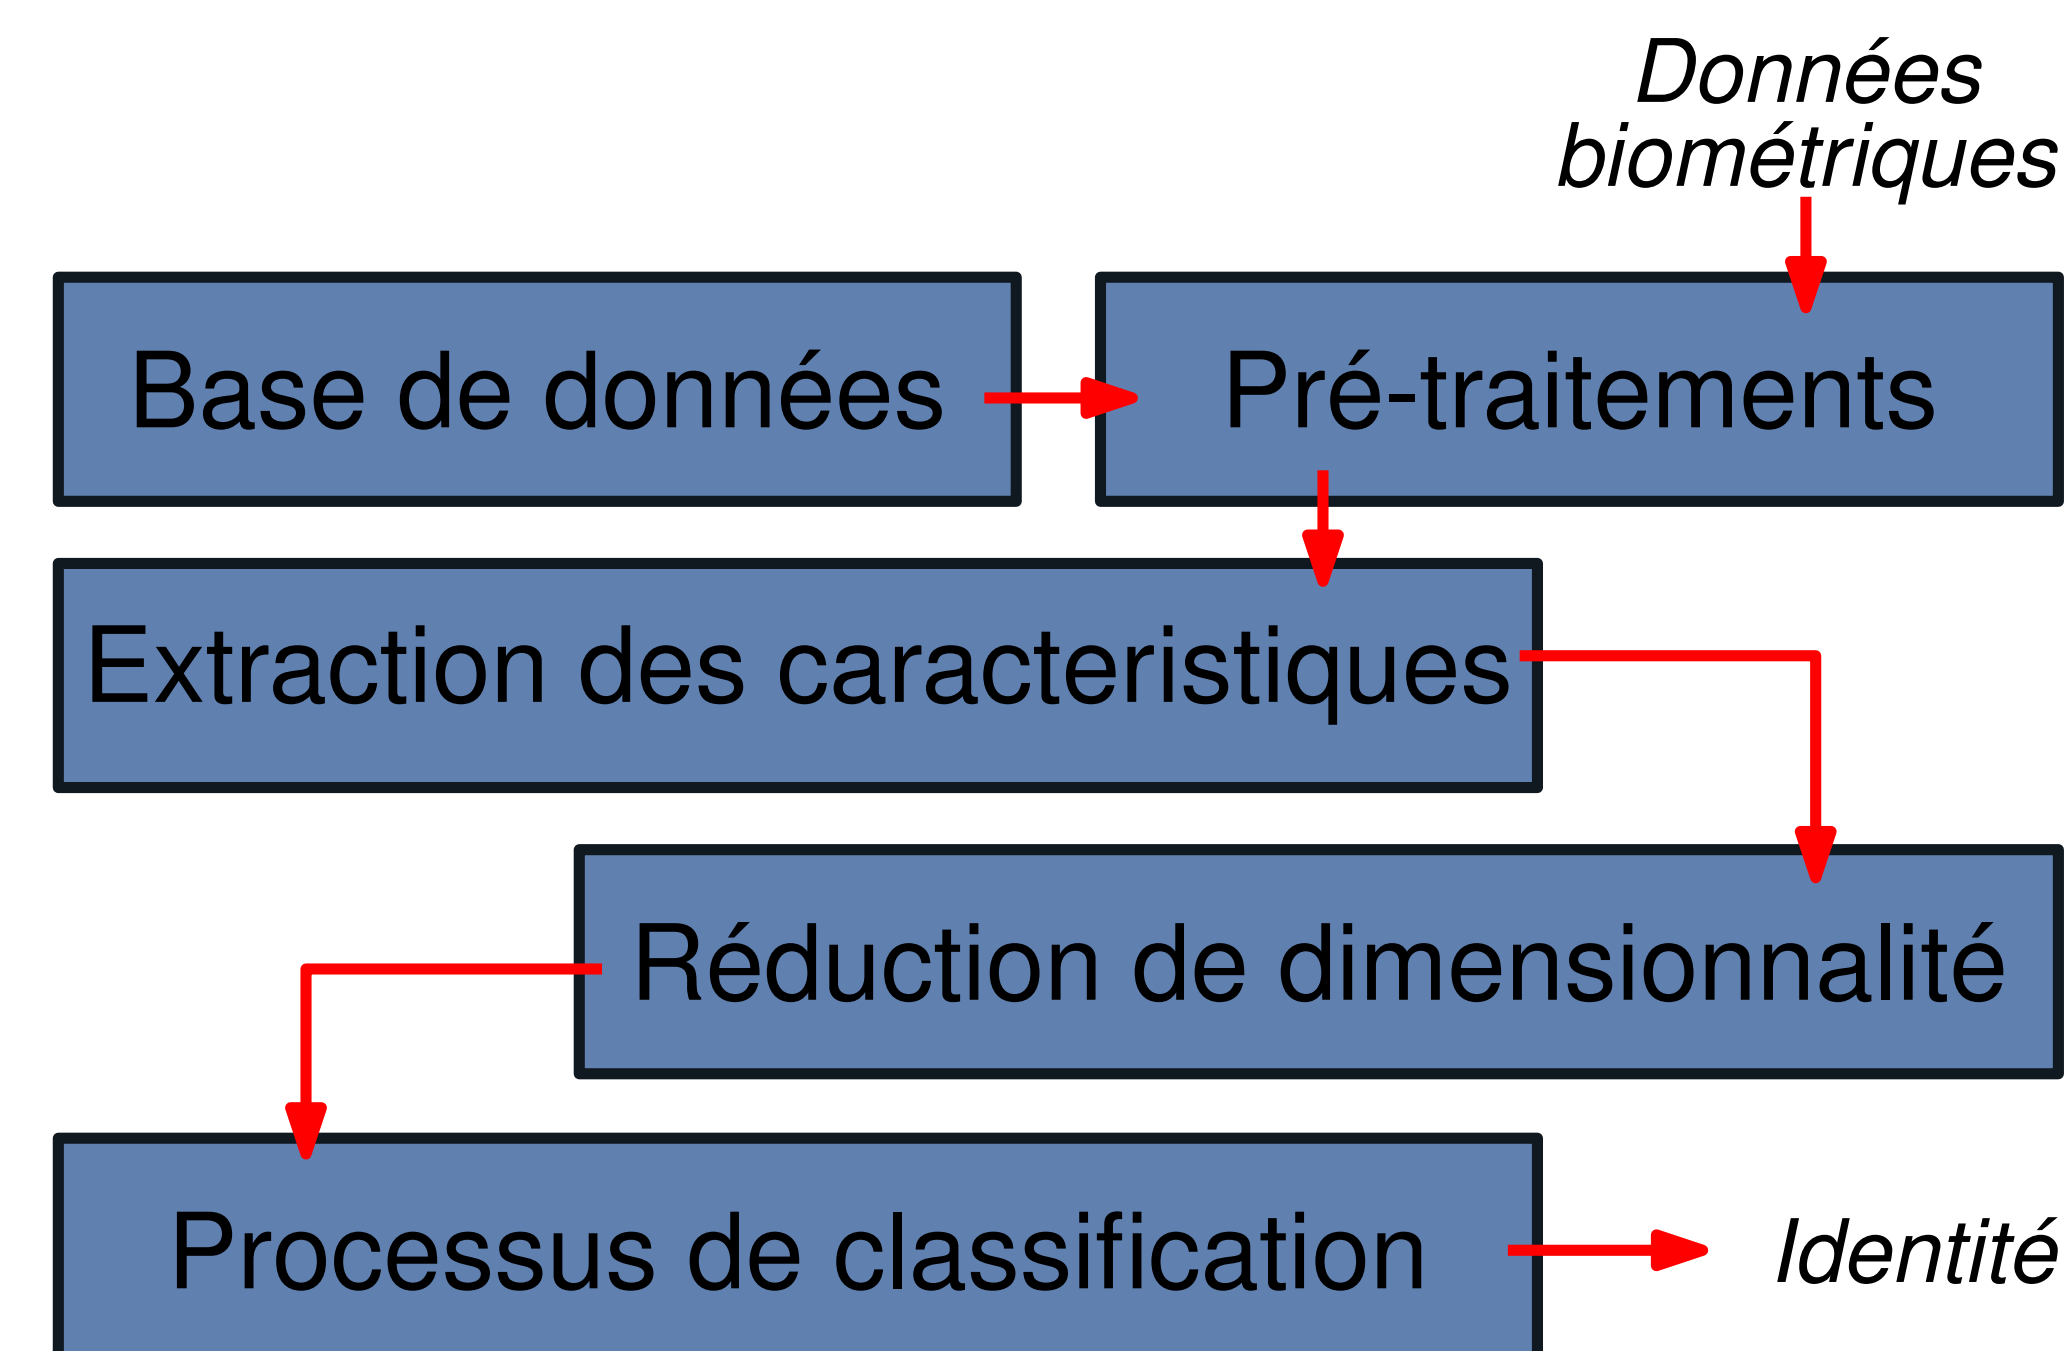 Données
biométriques
Base de données
Pré-traitements
Extraction des caracteristiques
Réduction de dimensionnalité
Processus de classification
Identité